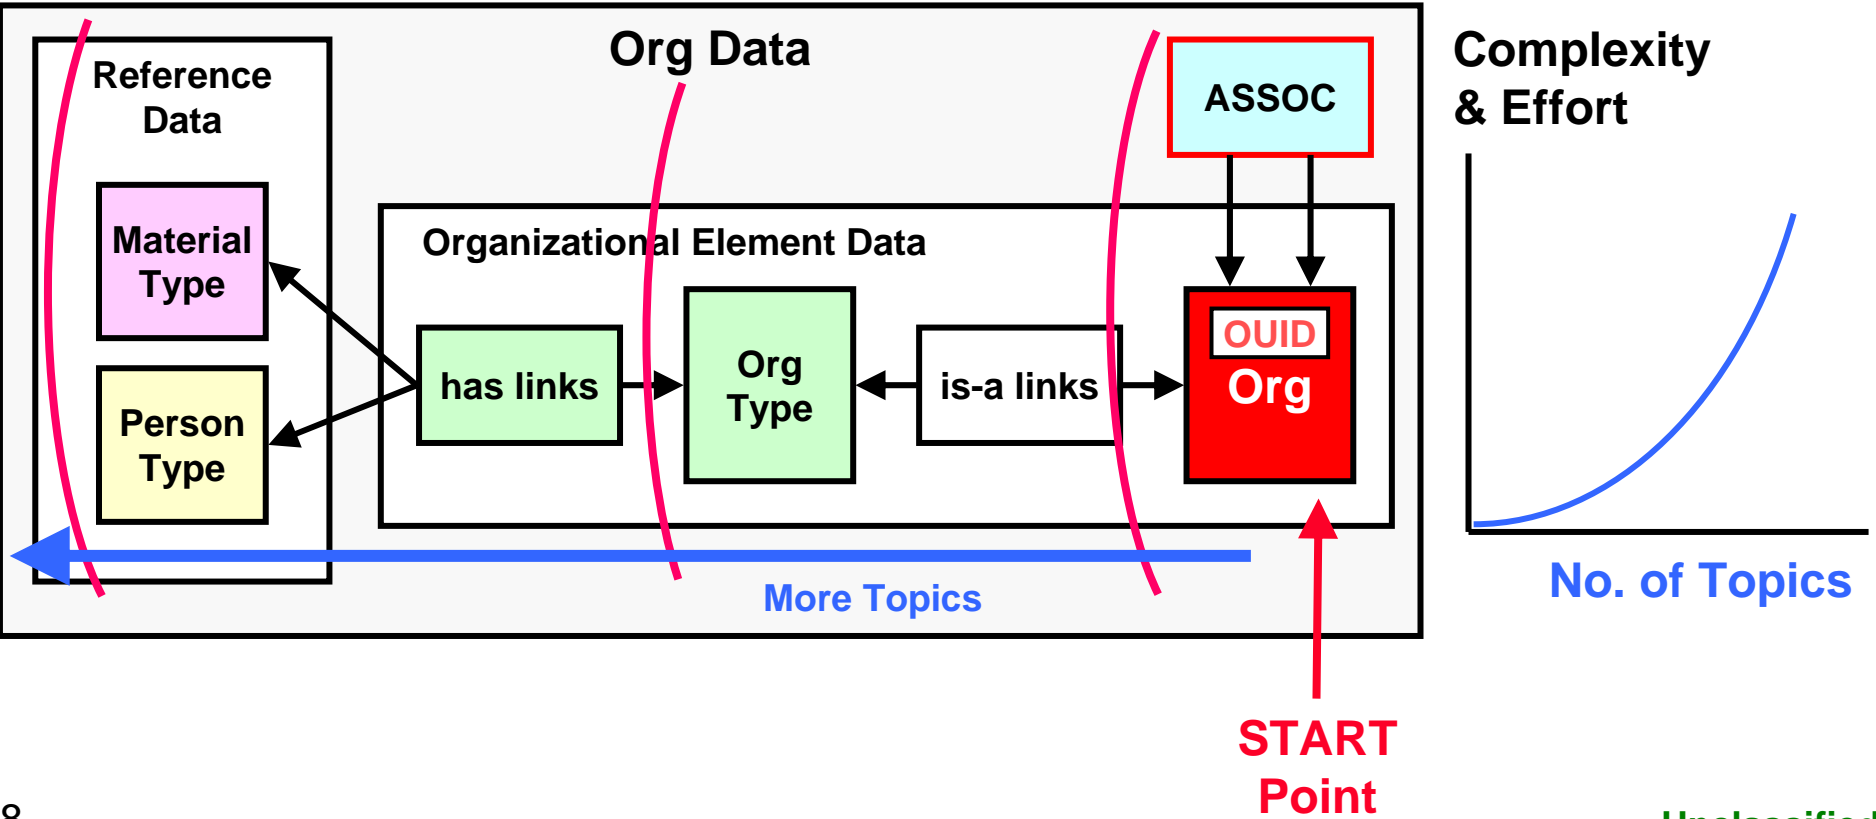 Org Data
Reference
Data
ASSOC
Complexity
& Effort
Material
Type
Organizational Element Data
OUID
Org
has links
Org
Type
is-a links
Person
Type
More Topics
No. of Topics
START
Point
8
Unclassified